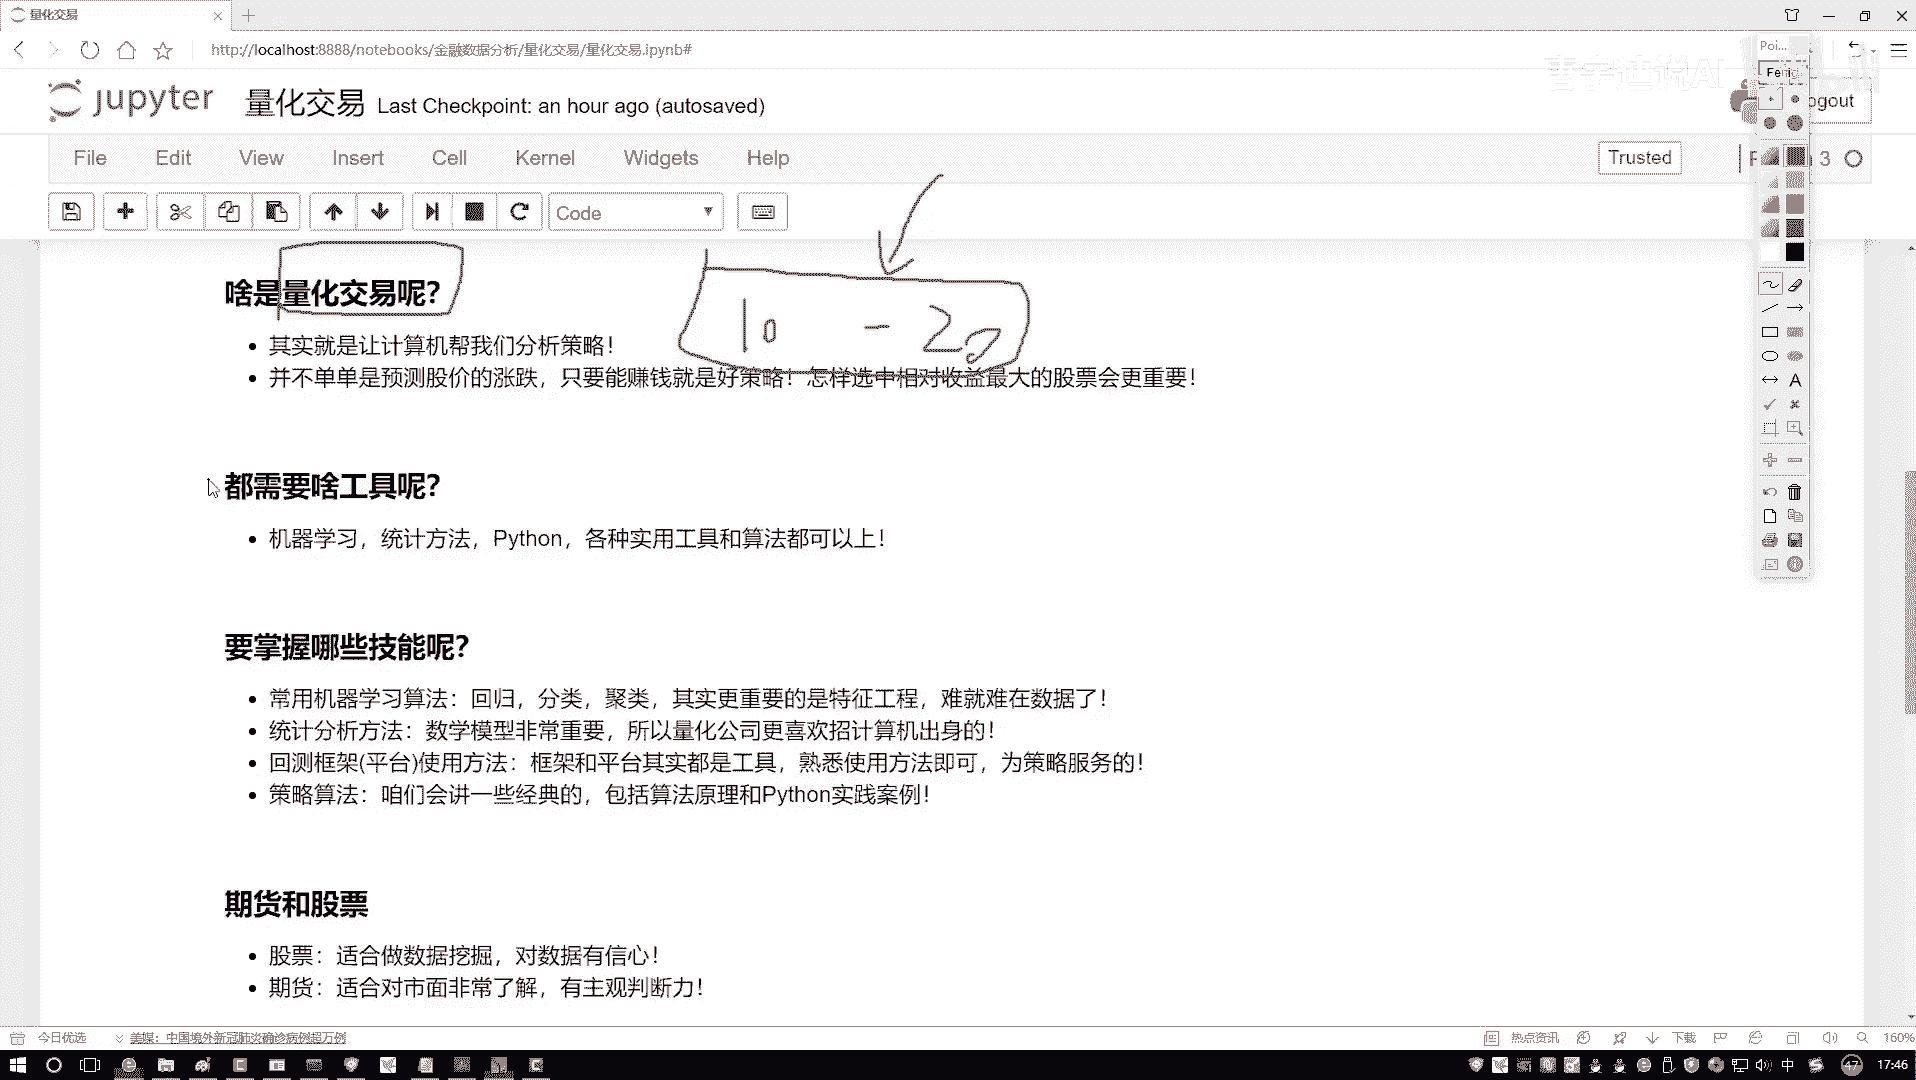 量化交易
http://localhost:8888/notebooks/金融数据分析/量化交易/量化交易.ipynb#
jupyter 量化交易 Last Checkpoint: an hour ago (autosaved)
ogout
File Edit View Insert Cell Kernel Widgets Help
Trusted
3
Code
啥是量化交易呢?
10 - 20
其实就是让计算机帮我们分析策略!
并不单单是预测股价的涨跌，只要能赚钱就是好策略! 怎样选中相对收益最大的股票会更重要!
都需要啥工具呢?
机器学习，统计方法，Python，各种实用工具和算法都可以上!
要掌握哪些技能呢?
常用机器学习算法：回归，分类，聚类，其实更重要的是特征工程，难就难在数据了!
统计分析方法：数学模型非常重要，所以量化公司更喜欢招计算机出身的!
回测框架(平台)使用方法：框架和平台其实都是工具，熟悉使用方法即可，为策略服务的!
策略算法：咱们会讲一些经典的，包括算法原理和Python实践案例!
期货和股票
股票：适合做数据挖掘，对数据有信心!
期货：适合对市面非常了解，有主观判断力!
今日优选 美媒：中国境外新冠肺炎确诊病例超万例
热点资讯 下载 160%
中 47 17:46